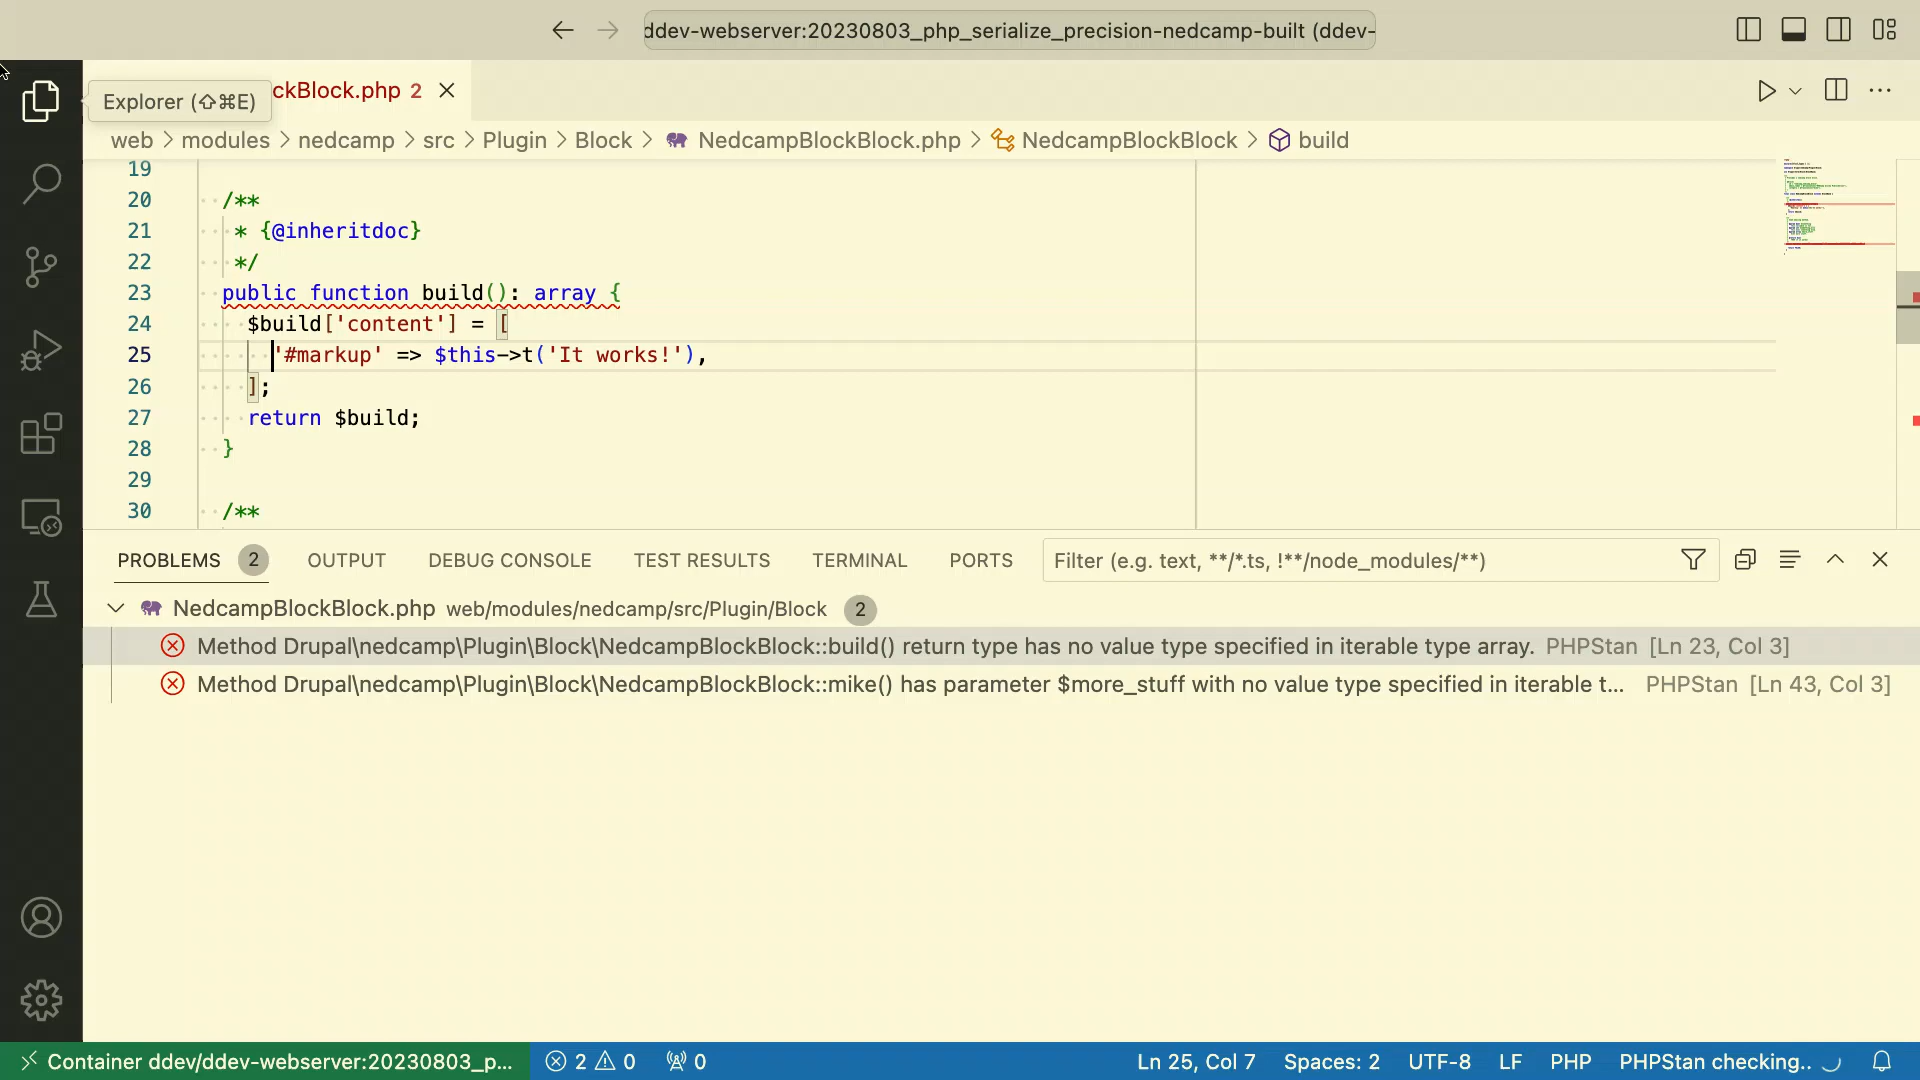 ddev-webserver:20230803_php_serialize_precision-nedcamp-built (ddev-
Explorer (⇧⌘E)
ckBlock.php 2
web > modules > nedcamp > src > Plugin > Block > NedcampBlockBlock.php > NedcampBlockBlock > build
19
20 /**
21 * {@inheritdoc}
22 */
23 public function build(): array {
24 $build['content'] = [
25 '#markup' => $this->t('It works!'),
26 ];
27 return $build;
28 }
29
30 /**
PROBLEMS 2 OUTPUT DEBUG CONSOLE TEST RESULTS TERMINAL PORTS Filter (e.g. text, **/*.ts, !**/node_modules/**)
NedcampBlockBlock.php web/modules/nedcamp/src/Plugin/Block 2
Method Drupal\nedcamp\Plugin\Block\NedcampBlockBlock::build() return type has no value type specified in iterable type array. PHPStan [Ln 23, Col 3]
Method Drupal\nedcamp\Plugin\Block\NedcampBlockBlock::mike() has parameter $more_stuff with no value type specified in iterable t... PHPStan [Ln 43, Col 3]
Container ddev/ddev-webserver:20230803_p... 2 0 0 Ln 25, Col 7 Spaces: 2 UTF-8 LF PHP PHPStan checking..